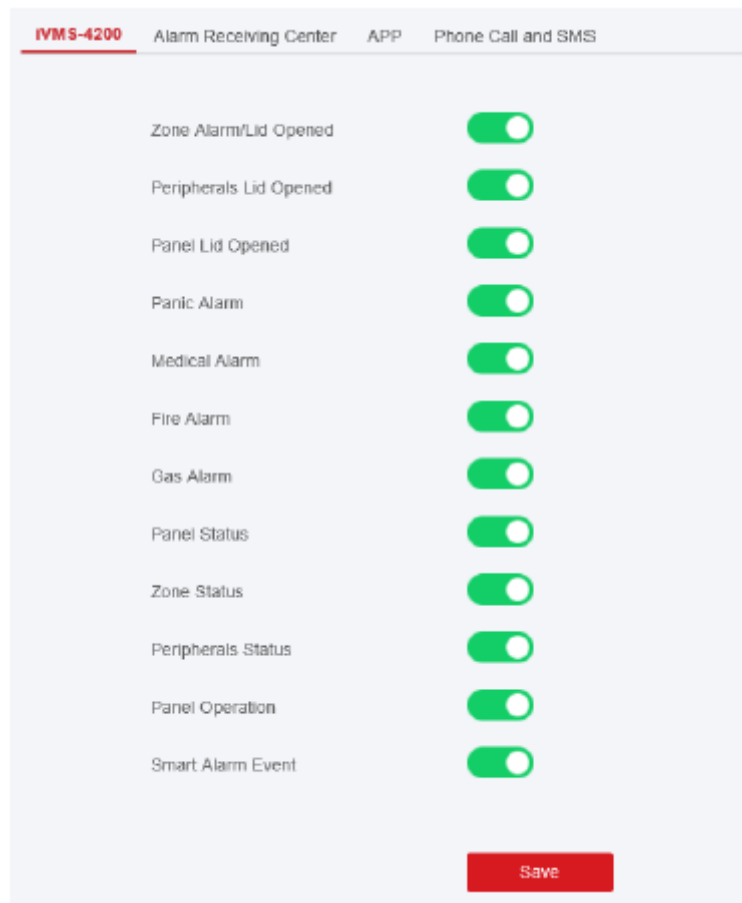 iVMS-4200 Alarm Receiving Center APP Phone Call and SMS
Zone Alarm/Lid Opened
Peripherals Lid Opened
Panel Lid Opened
Panic Alarm
Medical Alarm
Fire Alarm
Gas Alarm
Panel Status
Zone Status
Peripherals Status
Panel Operation
Smart Alarm Event
Save